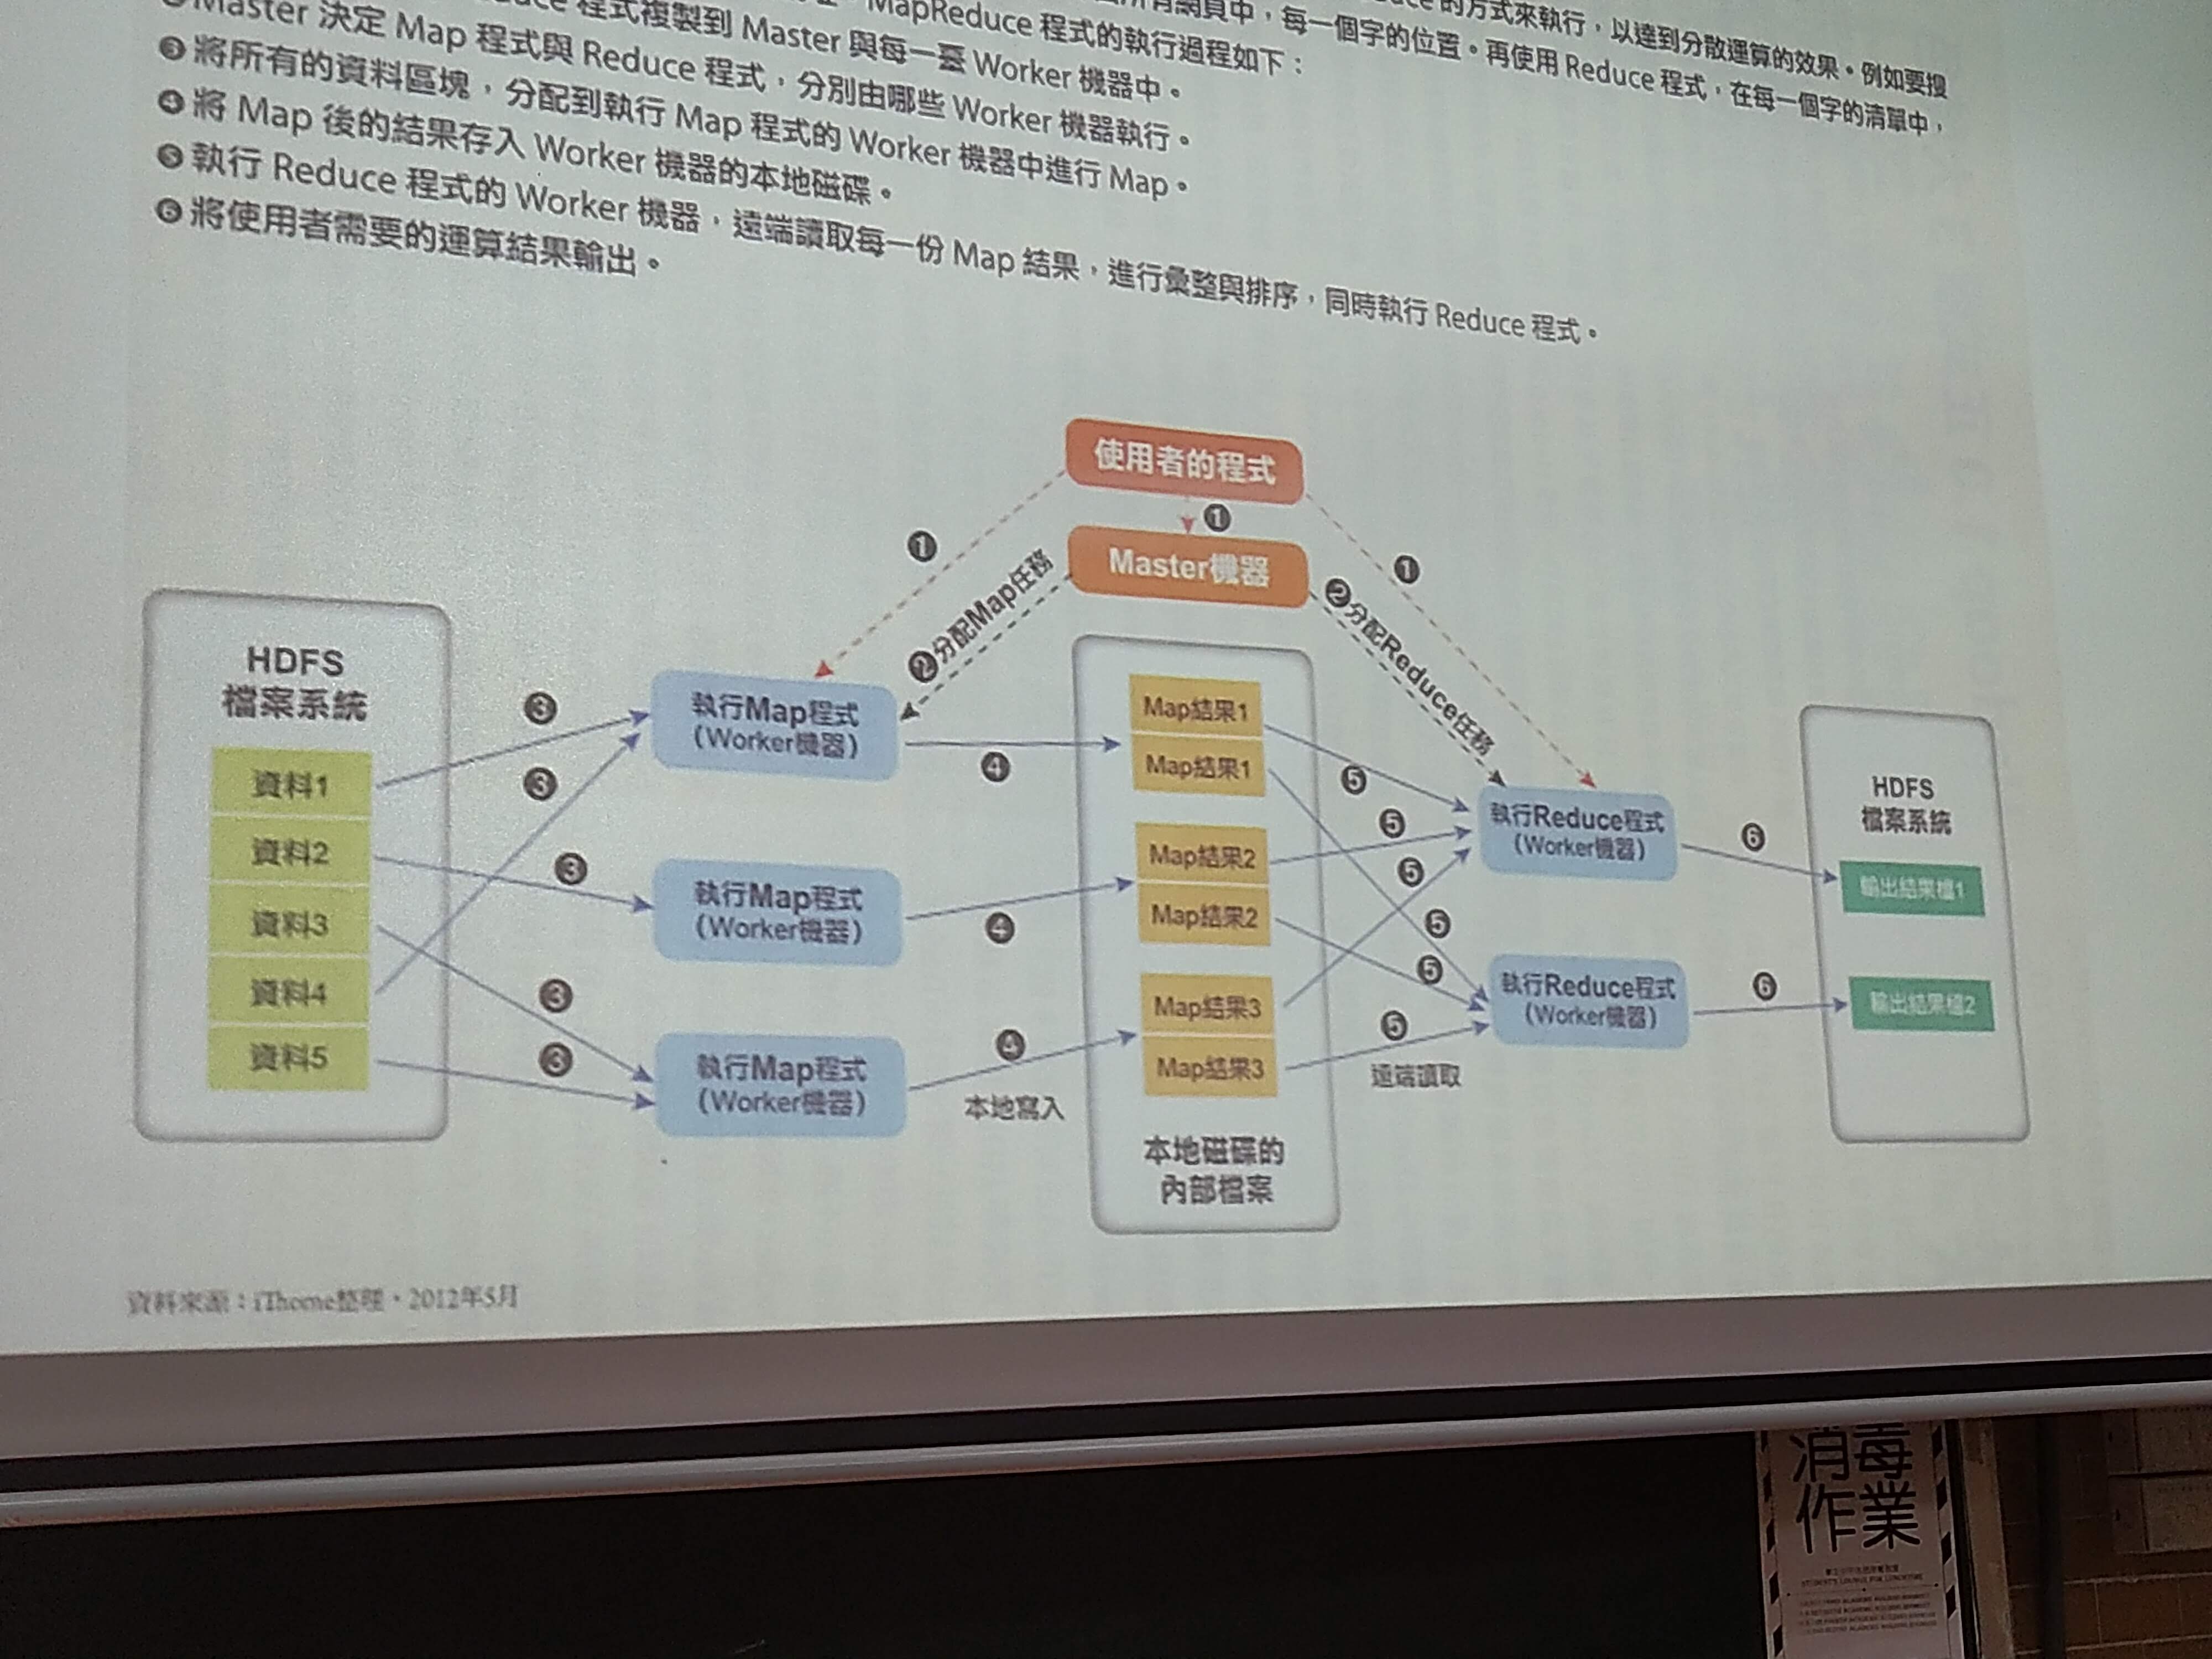 的方式來執行，以達到分散運算的效果。例如要搜
網頁中，每一個字的位置。再使用 Reduce 程式，在每一個字的清單中，
MapReduce 程式的執行過程如下：
程式複製到 Master 與每一臺 Worker 機器中。
Master 決定 Map 程式與 Reduce 程式，分別由哪些 Worker 機器執行。
❸ 將所有的資料區塊，分配到執行 Map 程式的 Worker 機器中進行 Map。
❹ 將 Map 後的結果存入 Worker 機器的本地磁碟。
❺ 執行 Reduce 程式的 Worker 機器，遠端讀取每一份 Map 結果，進行彙整與排序，同時執行 Reduce 程式。
❻ 將使用者需要的運算結果輸出。
使用者的程式
❶
❶
❶
Master機器
❷分配Map任務
❷分配Reduce任務
HDFS
檔案系統
資料1
資料2
資料3
資料4
資料5
❸
❸
❸
❸
❸
執行Map程式
(Worker機器)
執行Map程式
(Worker機器)
執行Map程式
(Worker機器)
❹
❹
❹
本地寫入
Map結果1
Map結果1
Map結果2
Map結果2
Map結果3
Map結果3
本地磁碟的
內部檔案
❺
❺
❺
❺
❺
❺
遠端讀取
執行Reduce程式
(Worker機器)
執行Reduce程式
(Worker機器)
❻
❻
HDFS
檔案系統
輸出結果檔1
輸出結果檔2
資料來源：iThome整理，2012年5月
消毒
作業